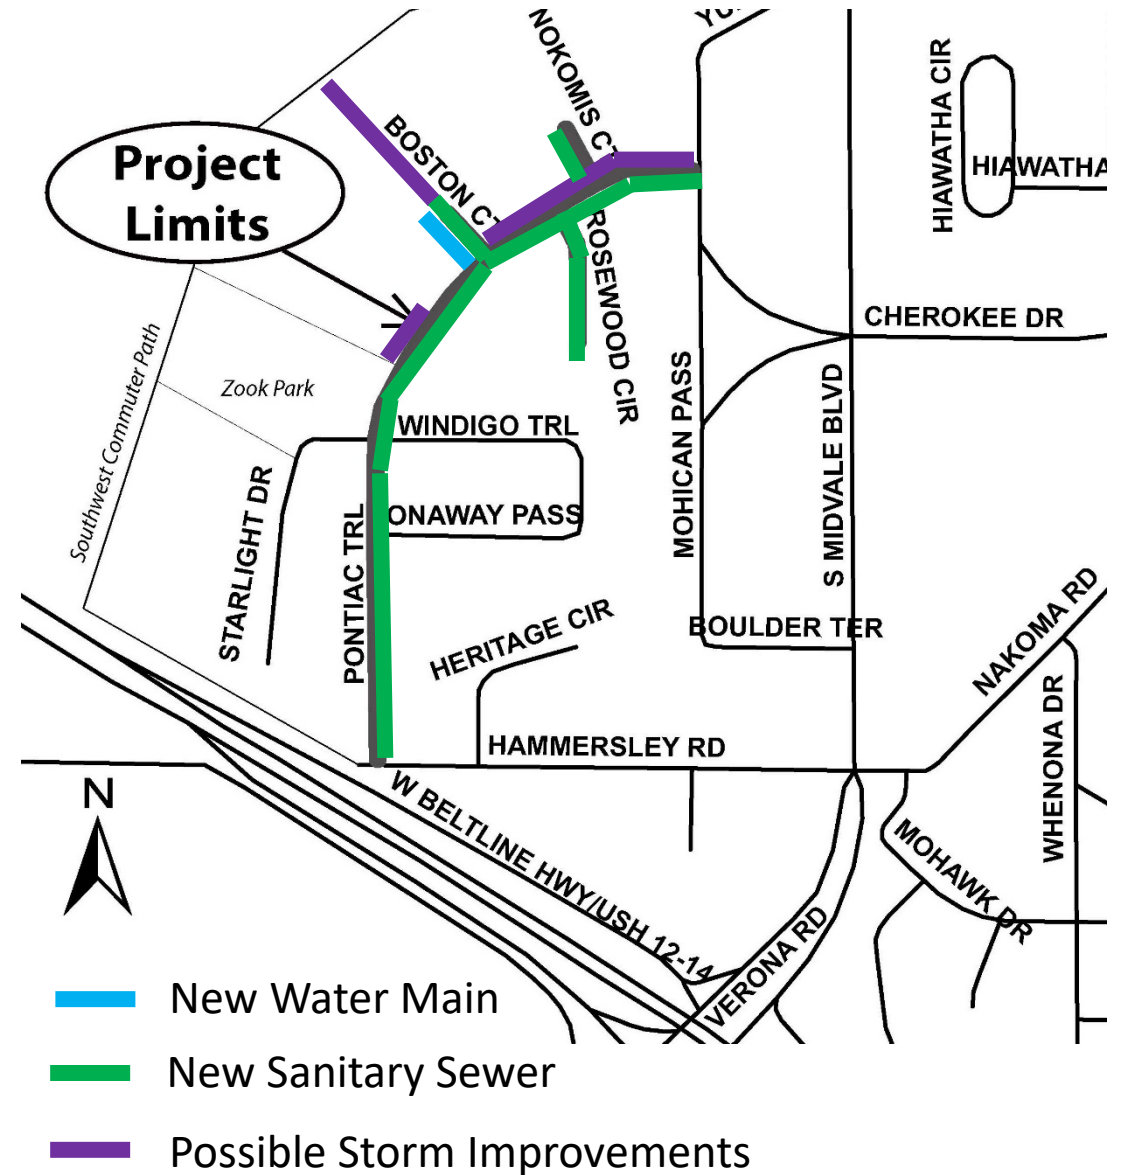 YU
NOKOMIS CT
HIAWATHA CIR
HIAWATHA
BOSTON CT
Project
Limits
ROSEWOOD CIR
CHEROKEE DR
Southwest Commuter Path
Zook Park
WINDIGO TRL
MOHICAN PASS
S MIDVALE BLVD
STARLIGHT DR
ONAWAY PASS
PONTIAC TRL
HERITAGE CIR
BOULDER TER
NAKOMA RD
WHENONA DR
HAMMERSLEY RD
N
W BELTLINE HWY/USH 12-14
MOHAWK DR
VERONA RD
New Water Main
New Sanitary Sewer
Possible Storm Improvements